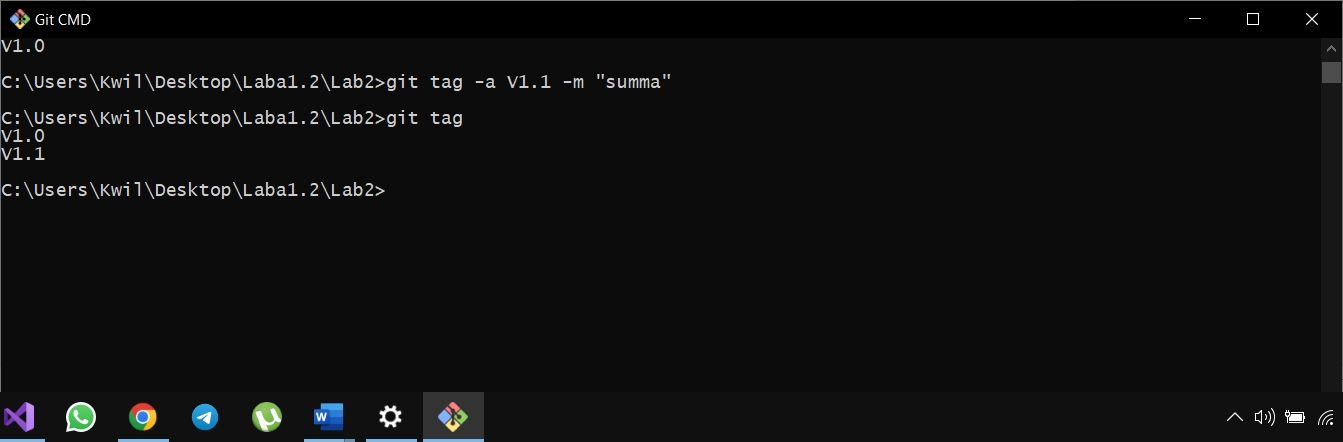 Git CMD
V1.0
C:\Users\Kwil\Desktop\Laba1.2\Lab2>git tag -a V1.1 -m "summa"
C:\Users\Kwil\Desktop\Laba1.2\Lab2>git tag
V1.0
V1.1
C:\Users\Kwil\Desktop\Laba1.2\Lab2>
W